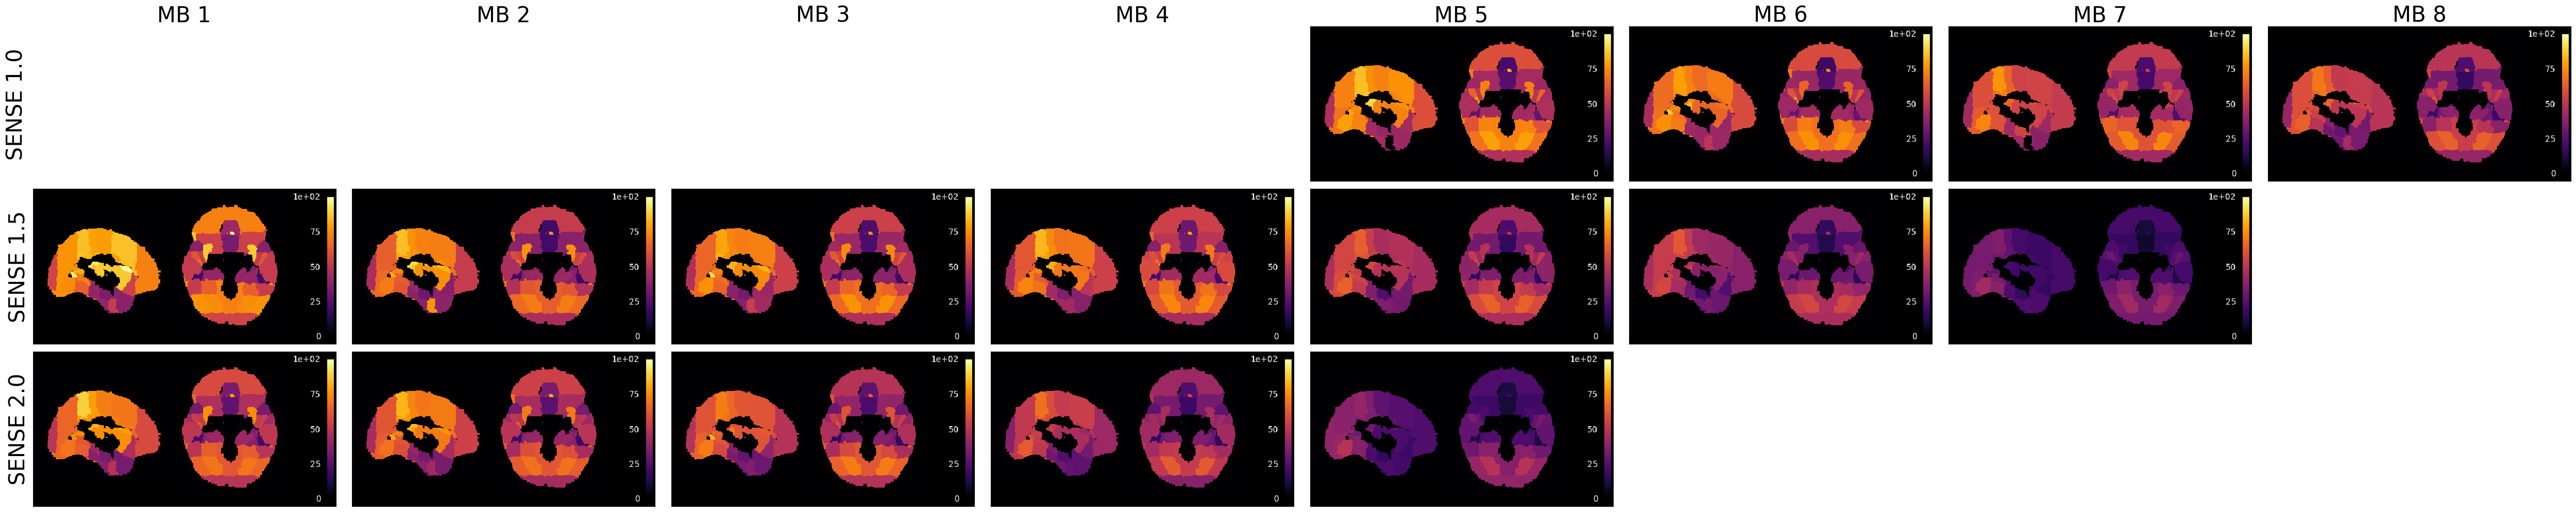 MB 1 MB 2 MB 3 MB 4 MB 5 MB 6 MB 7 MB 8
SENSE 1.0
1e+02 1e+02 1e+02 1e+02
75 75 75 75
50 50 50 50
25 25 25 25
0 0 0 0
SENSE 1.5
1e+02 1e+02 1e+02 1e+02 1e+02 1e+02 1e+02
75 75 75 75 75 75 75
50 50 50 50 50 50 50
25 25 25 25 25 25 25
0 0 0 0 0 0 0
SENSE 2.0
1e+02 1e+02 1e+02 1e+02 1e+02
75 75 75 75 75
50 50 50 50 50
25 25 25 25 25
0 0 0 0 0